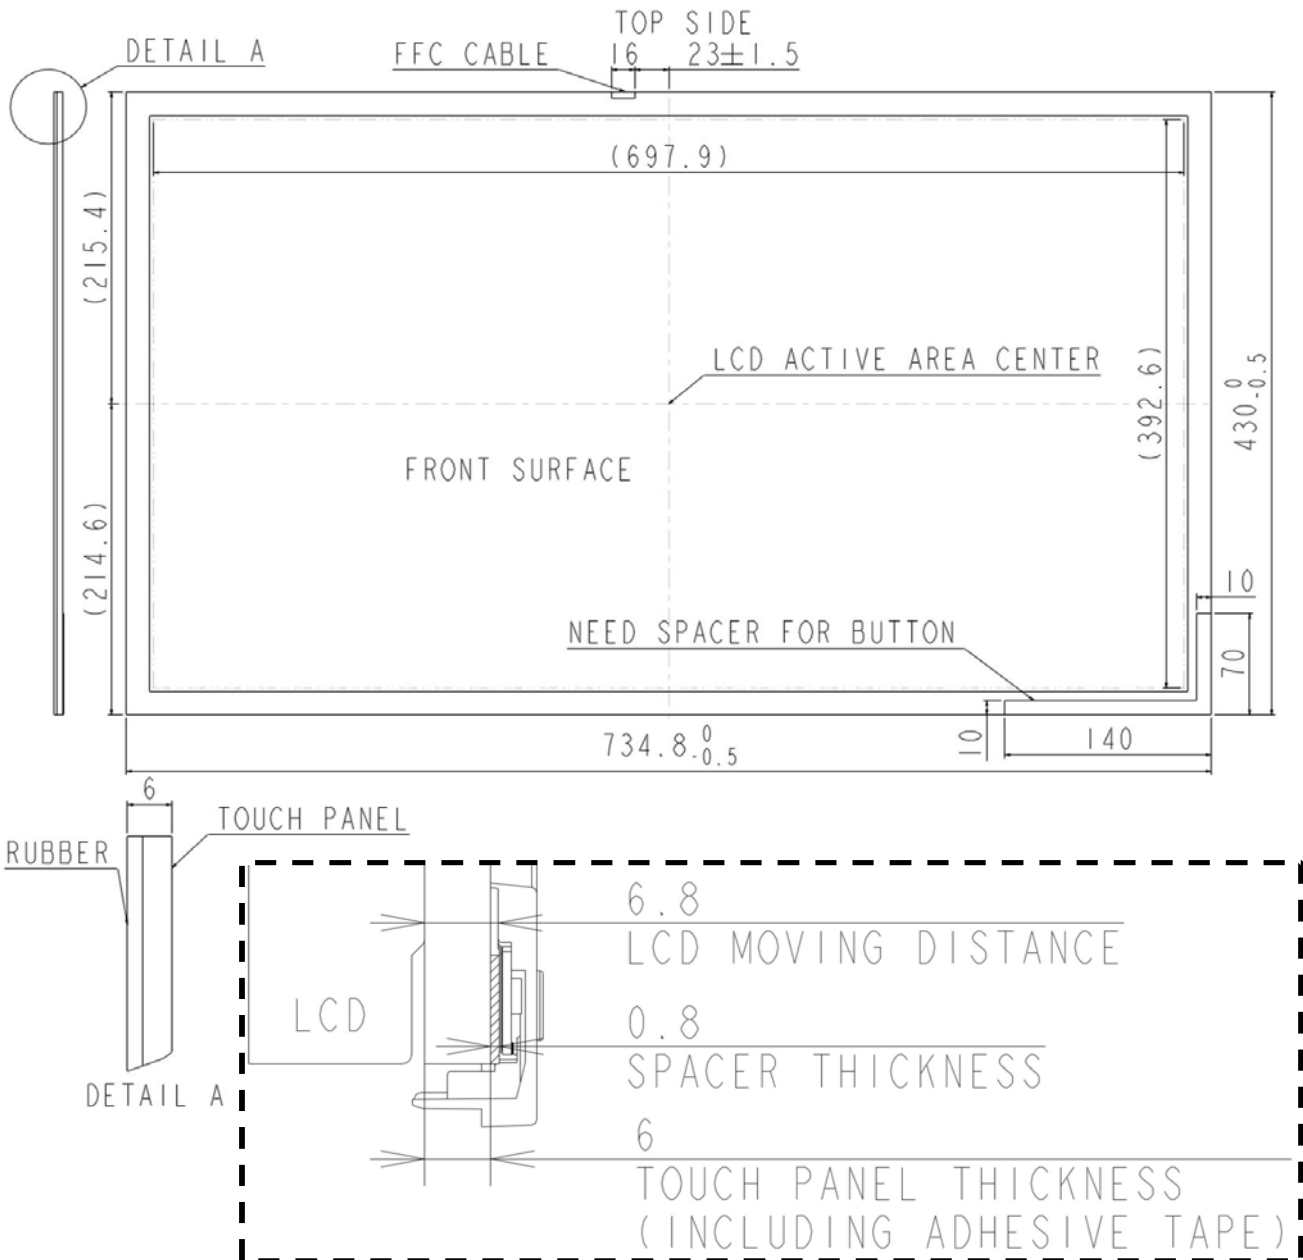 TOP SIDE
DETAIL A
FFC CABLE
16
23±1.5
(697.9)
(215.4)
LCD ACTIVE AREA CENTER
(392.6)
430 0 -0.5
FRONT SURFACE
(214.6)
10
NEED SPACER FOR BUTTON
70
10
140
734.8 0 -0.5
6
TOUCH PANEL
RUBBER
DETAIL A
6.8
LCD MOVING DISTANCE
LCD
0.8
SPACER THICKNESS
6
TOUCH PANEL THICKNESS
(INCLUDING ADHESIVE TAPE)